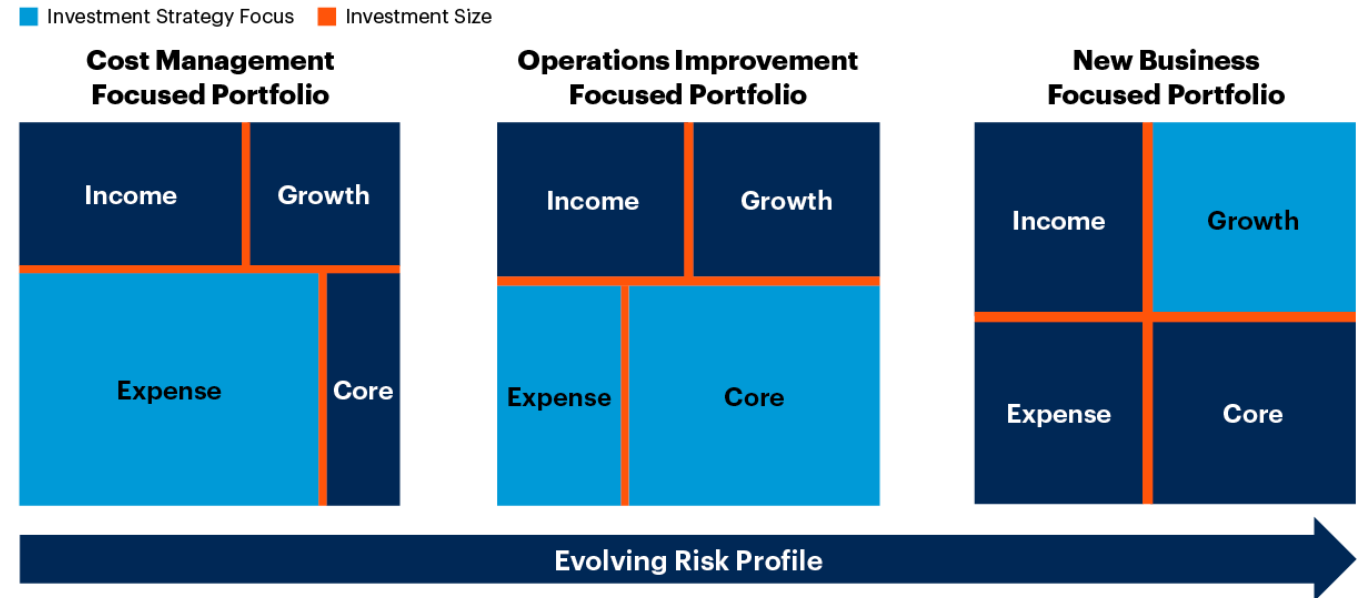 Investment Strategy Focus Investment Size
Cost Management
Focused Portfolio
Income Growth
Expense Core
Operations Improvement
Focused Portfolio
Income Growth
Expense Core
New Business
Focused Portfolio
Income Growth
Expense Core
Evolving Risk Profile